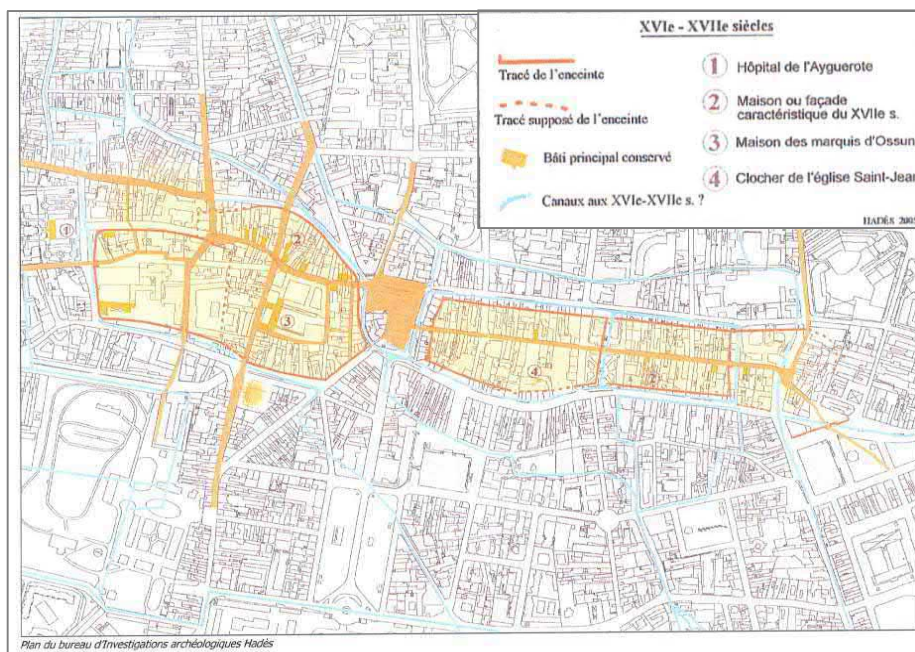 XVIe - XVIIe siècles
Tracé de l'enceinte
Tracé supposé de l'enceinte
Bâti principal conservé
Canaux aux XVIe-XVIIe s. ?
1 Hôpital de l'Ayguerote
2 Maison ou façade
caractéristique du XVIIe s.
3 Maison des marquis d'Ossun
4 Clocher de l'église Saint-Jean
HADÈS
1
2
3
4
2
Plan du bureau d'Investigations archéologiques Hadès